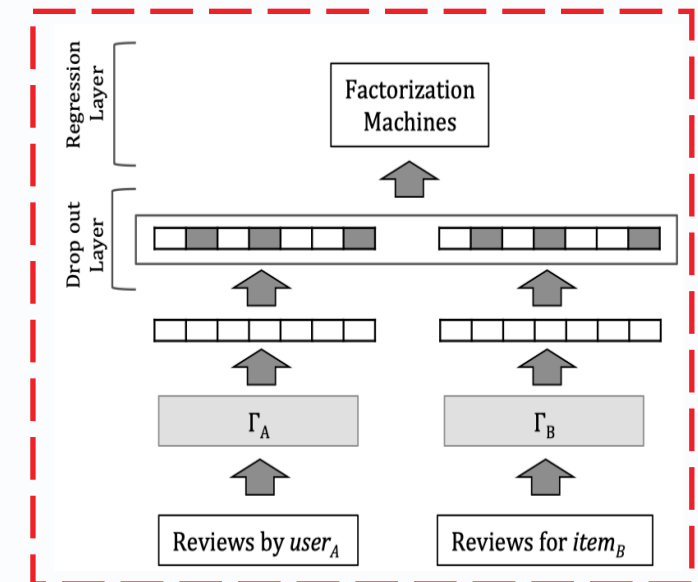 Regression
Layer
Factorization
Machines
Drop out
Layer
Γ_A
Γ_B
Reviews by user_A
Reviews for item_B